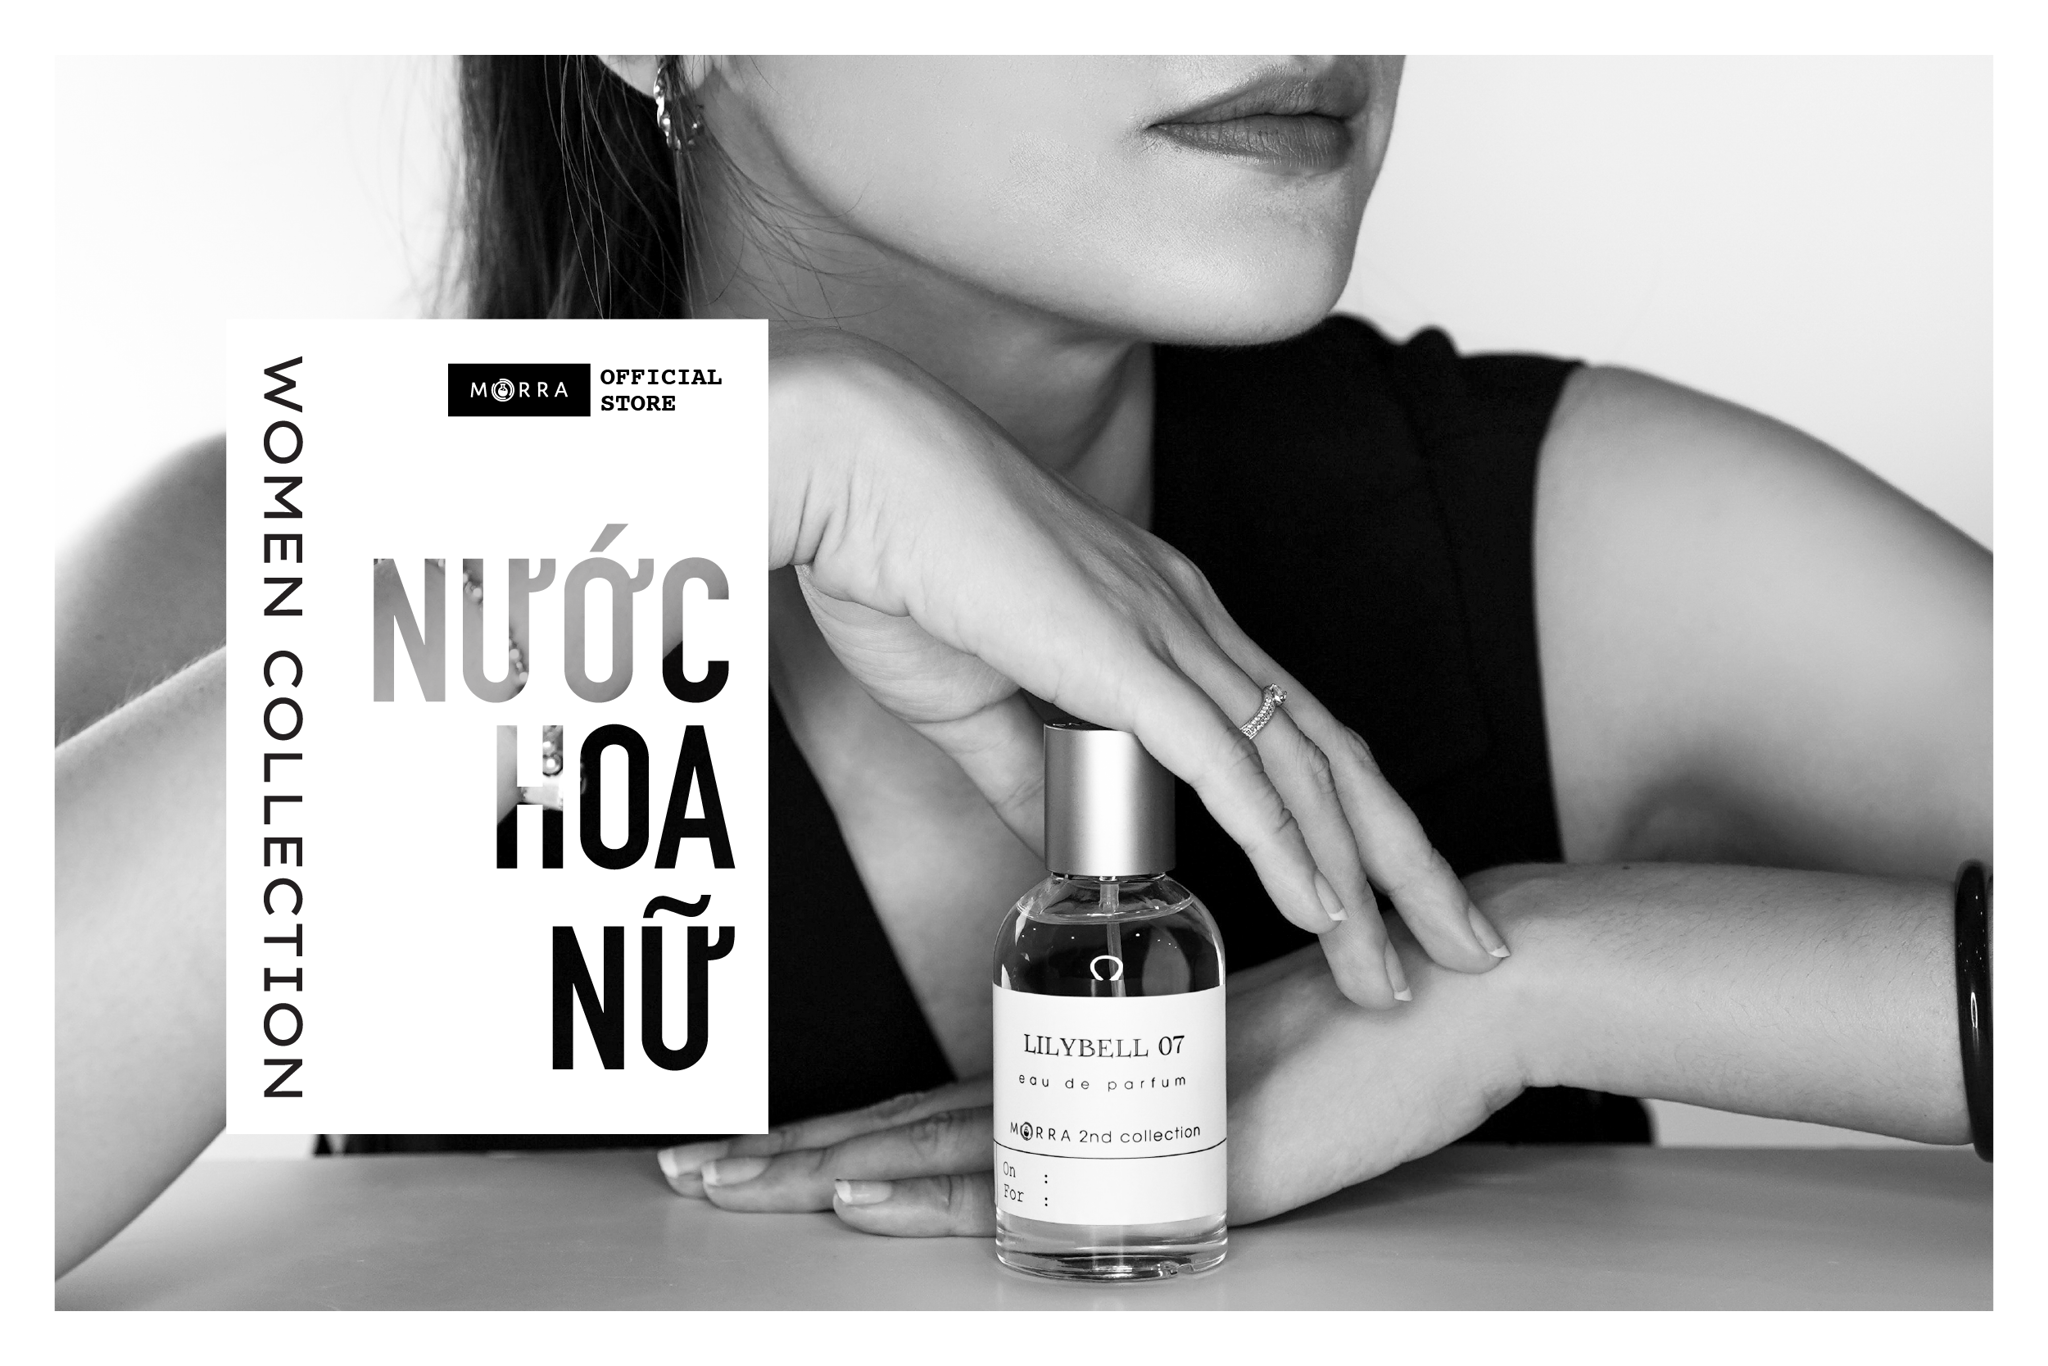 WOMEN COLLECTION
MORRA
OFFICIAL
STORE
NƯỚC
HOA
NỮ
LILYBELL 07
eau de parfum
MORRA 2nd collection
On :
For :